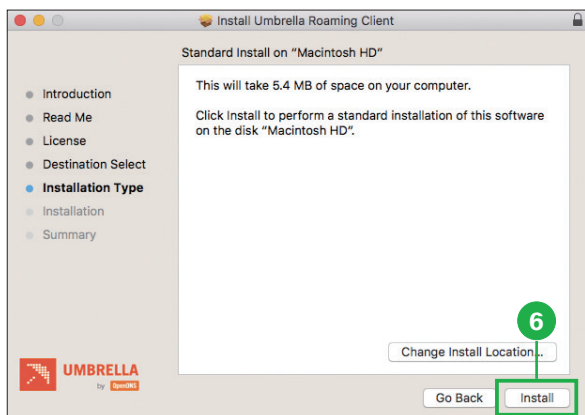 Install Umbrella Roaming Client
Standard Install on "Macintosh HD"
Introduction
Read Me
License
Destination Select
Installation Type
Installation
Summary
This will take 5.4 MB of space on your computer.
Click Install to perform a standard installation of this software
on the disk "Macintosh HD".
6
Change Install Location...
UMBRELLA
by OpenDNS
Go Back
Install